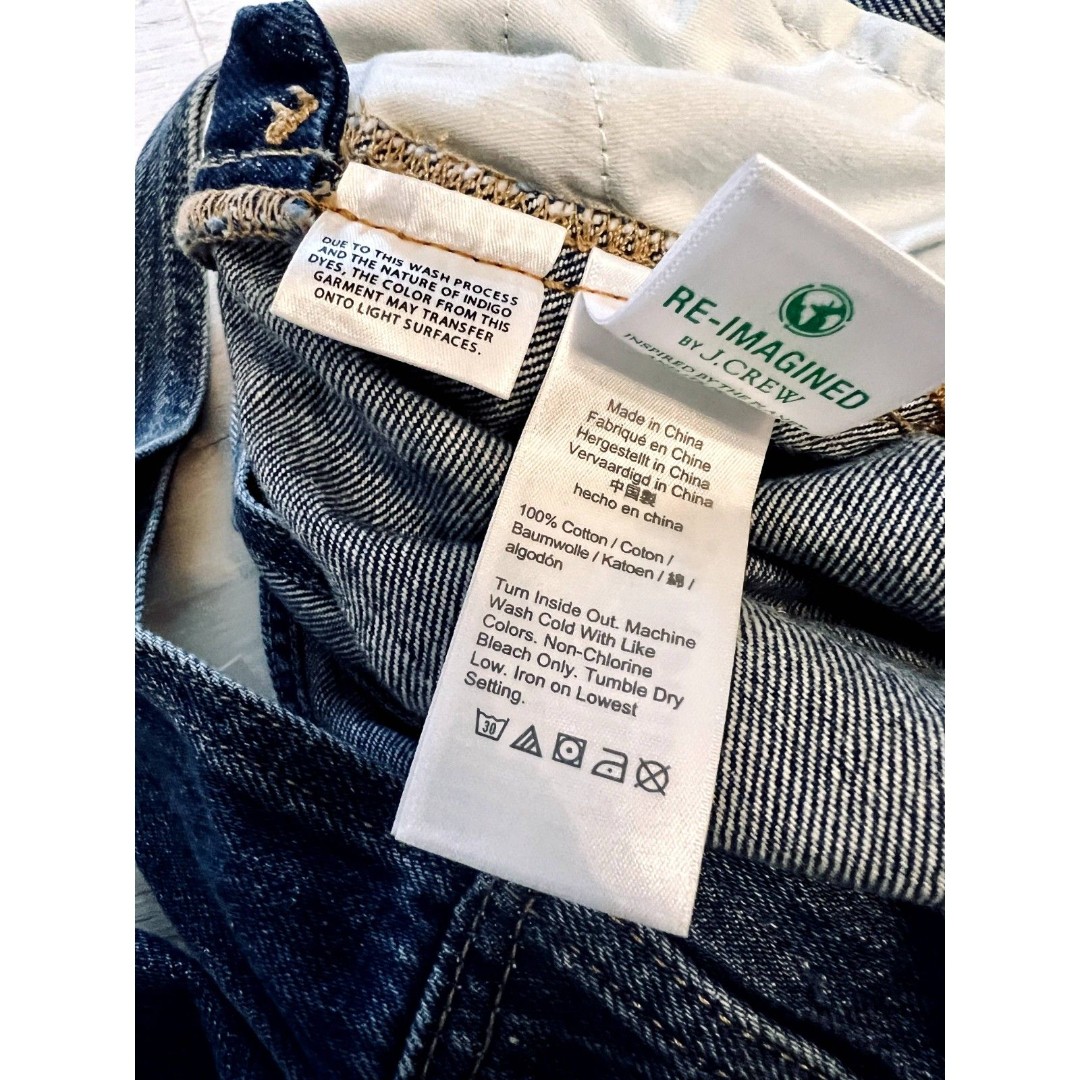 DUE TO THIS WASH PROCESS
AND THE NATURE OF INDIGO
DYES, THE COLOR FROM THIS
GARMENT MAY TRANSFER
ONTO LIGHT SURFACES.
RE-IMAGINED
BY J.CREW
INSPIRED BY THE PLANET
Made in China
Fabriqué en Chine
Hergestellt in China
Vervaardigd in China
中国製
hecho en china
100% Cotton / Coton /
Baumwolle / Katoen / 綿 /
algodón
Turn Inside Out. Machine
Wash Cold With Like
Colors. Non-Chlorine
Bleach Only. Tumble Dry
Low. Iron on Lowest
Setting.
30